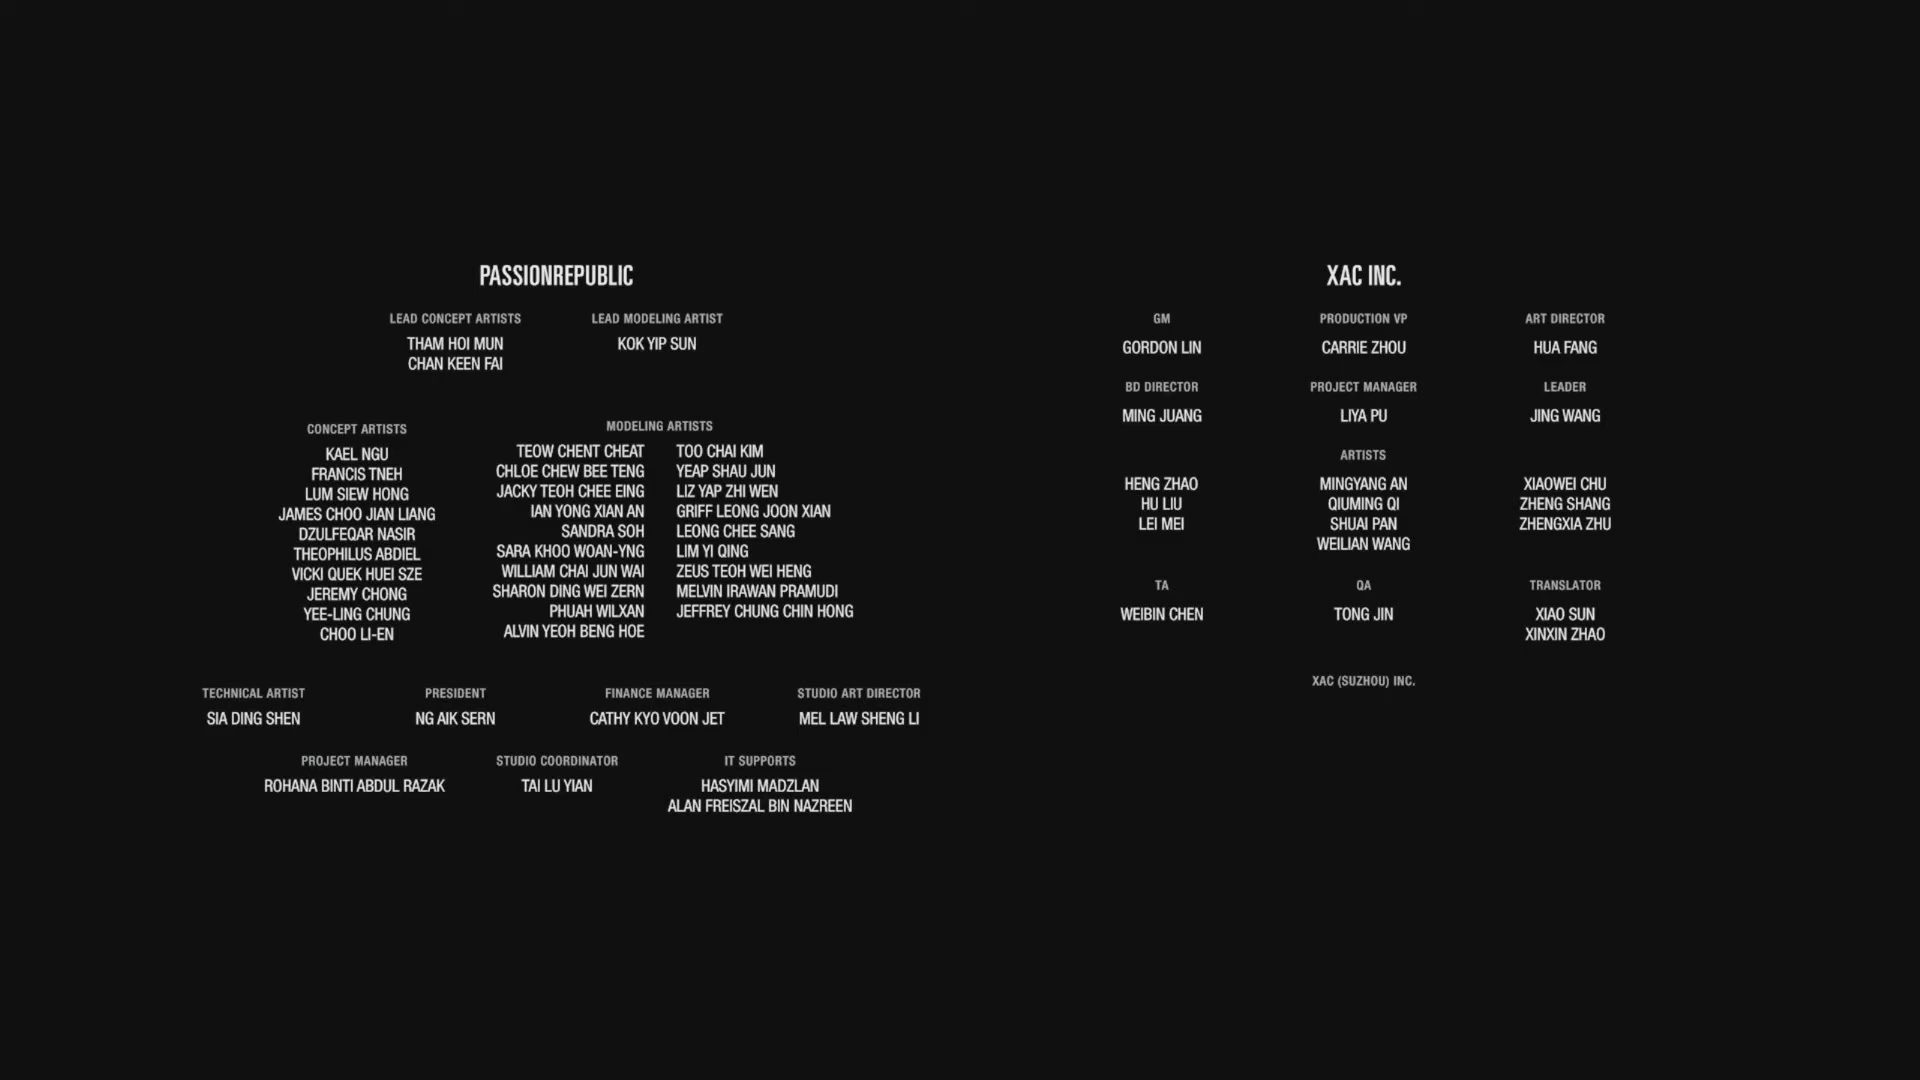 PASSIONREPUBLIC
LEAD CONCEPT ARTISTS
THAM HOI MUN
CHAN KEEN FAI
LEAD MODELING ARTIST
KOK YIP SUN
CONCEPT ARTISTS
KAEL NGU
FRANCIS TNEH
LUM SIEW HONG
JAMES CHOO JIAN LIANG
DZULFEQAR NASIR
THEOPHILUS ABDIEL
VICKI QUEK HUEI SZE
JEREMY CHONG
YEE-LING CHUNG
CHOO LI-EN
MODELING ARTISTS
TEOW CHENT CHEAT
CHLOE CHEW BEE TENG
JACKY TEOH CHEE EING
IAN YONG XIAN AN
SANDRA SOH
SARA KHOO WOAN-YNG
WILLIAM CHAI JUN WAI
SHARON DING WEI ZERN
PHUAH WILXAN
ALVIN YEOH BENG HOE
TOO CHAI KIM
YEAP SHAU JUN
LIZ YAP ZHI WEN
GRIFF LEONG JOON XIAN
LEONG CHEE SANG
LIM YI QING
ZEUS TEOH WEI HENG
MELVIN IRAWAN PRAMUDI
JEFFREY CHUNG CHIN HONG
TECHNICAL ARTIST
SIA DING SHEN
PRESIDENT
NG AIK SERN
FINANCE MANAGER
CATHY KYO VOON JET
STUDIO ART DIRECTOR
MEL LAW SHENG LI
PROJECT MANAGER
ROHANA BINTI ABDUL RAZAK
STUDIO COORDINATOR
TAI LU YIAN
IT SUPPORTS
HASYIMI MADZLAN
ALAN FREISZAL BIN NAZREEN
XAC INC.
GM
GORDON LIN
PRODUCTION VP
CARRIE ZHOU
ART DIRECTOR
HUA FANG
BD DIRECTOR
MING JUANG
PROJECT MANAGER
LIYA PU
LEADER
JING WANG
ARTISTS
HENG ZHAO
HU LIU
LEI MEI
MINGYANG AN
QIUMING QI
SHUAI PAN
WEILIAN WANG
XIAOWEI CHU
ZHENG SHANG
ZHENGXIA ZHU
TA
WEIBIN CHEN
QA
TONG JIN
TRANSLATOR
XIAO SUN
XINXIN ZHAO
XAC (SUZHOU) INC.